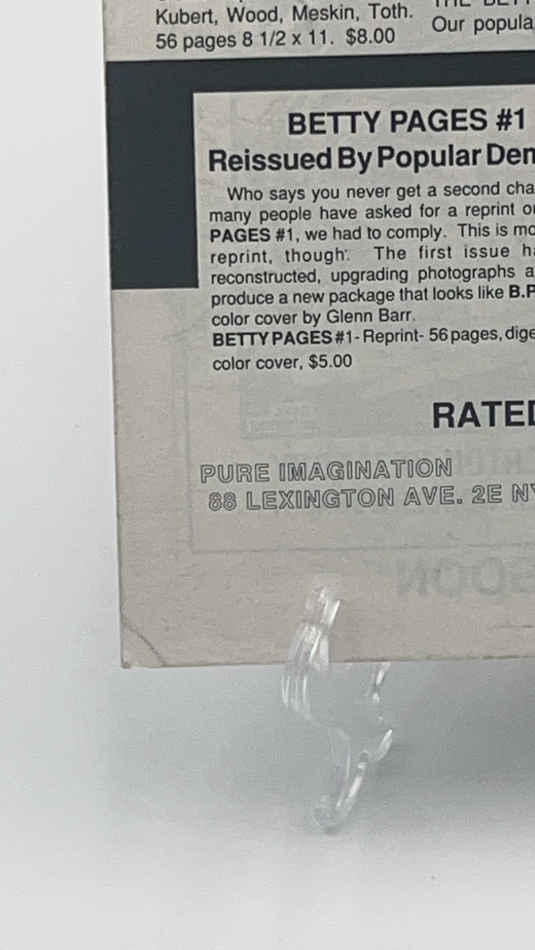 Kubert, Wood, Meskin, Toth.
56 pages 8 1/2 x 11. $8.00
Our popula
BETTY PAGES #1
Reissued By Popular Dem
Who says you never get a second cha
many people have asked for a reprint o
PAGES #1, we had to comply. This is mo
reprint, though. The first issue ha
reconstructed, upgrading photographs a
produce a new package that looks like B.P
color cover by Glenn Barr.
BETTY PAGES #1- Reprint- 56 pages, dige
color cover, $5.00
RATED
PURE IMAGINATION
88 LEXINGTON AVE. 2E NY